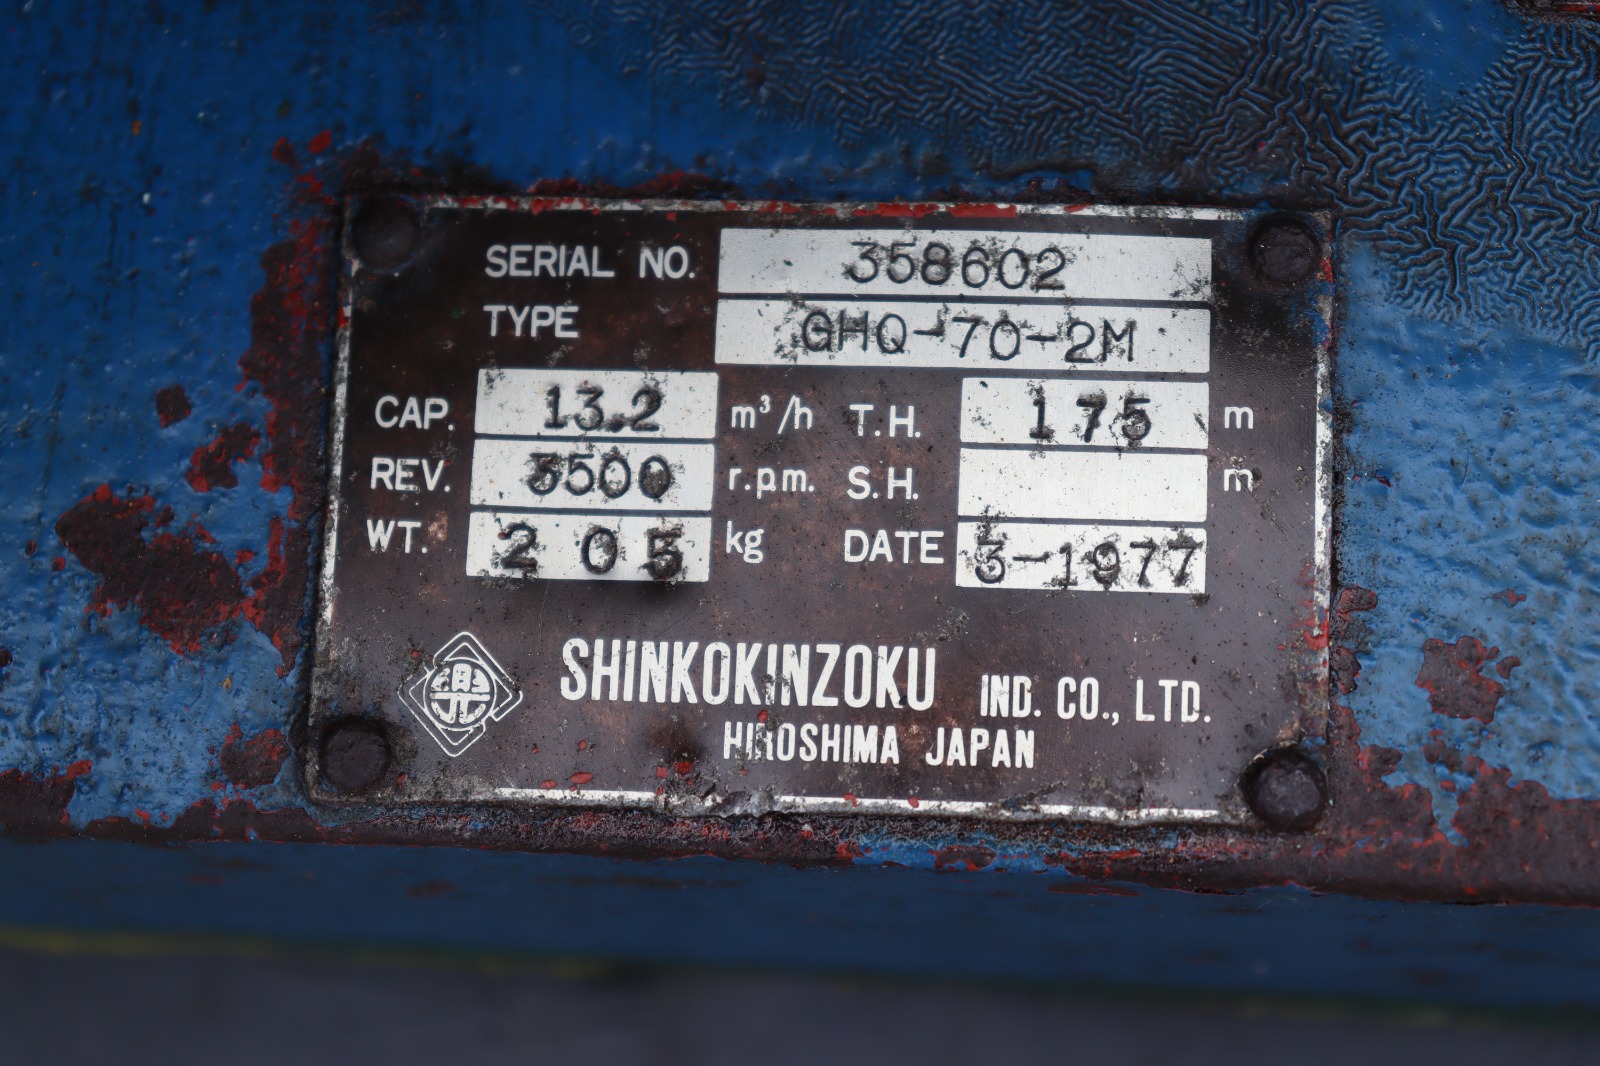 SERIAL NO. 358602
TYPE GHQ-70-2M
CAP. 13.2 m³/h T.H. 175 m
REV. 3500 r.p.m. S.H. m
WT. 205 kg DATE 3-1977
SHINKOKINZOKU IND. CO., LTD.
HIROSHIMA JAPAN